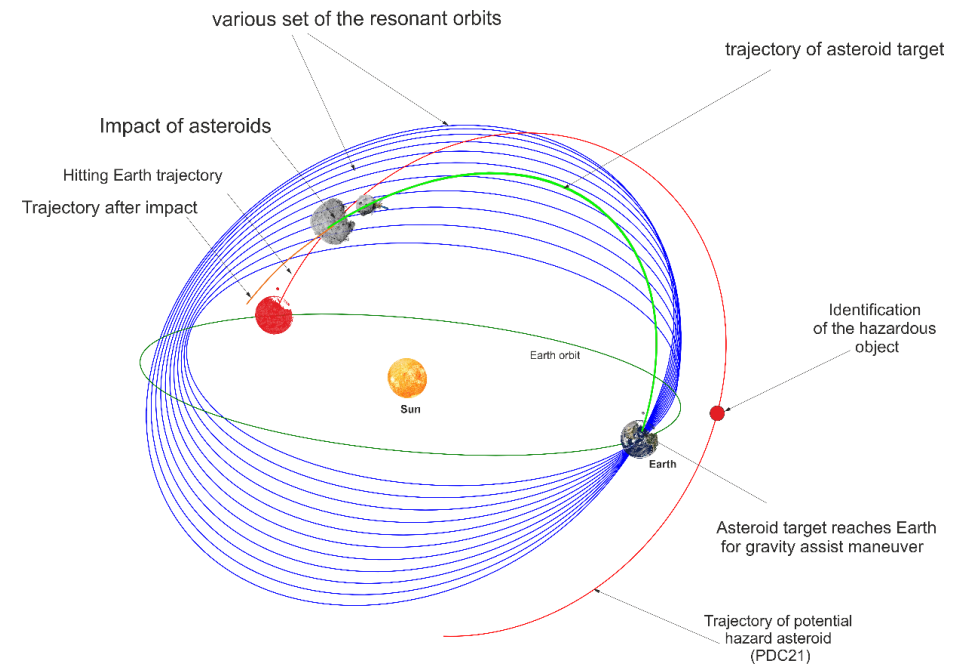 various set of the resonant orbits
trajectory of asteroid target
Impact of asteroids
Hitting Earth trajectory
Trajectory after impact
Identification
of the hazardous
object
Earth orbit
Sun
Earth
Asteroid target reaches Earth
for gravity assist maneuver
Trajectory of potential
hazard asteroid
(PDC21)